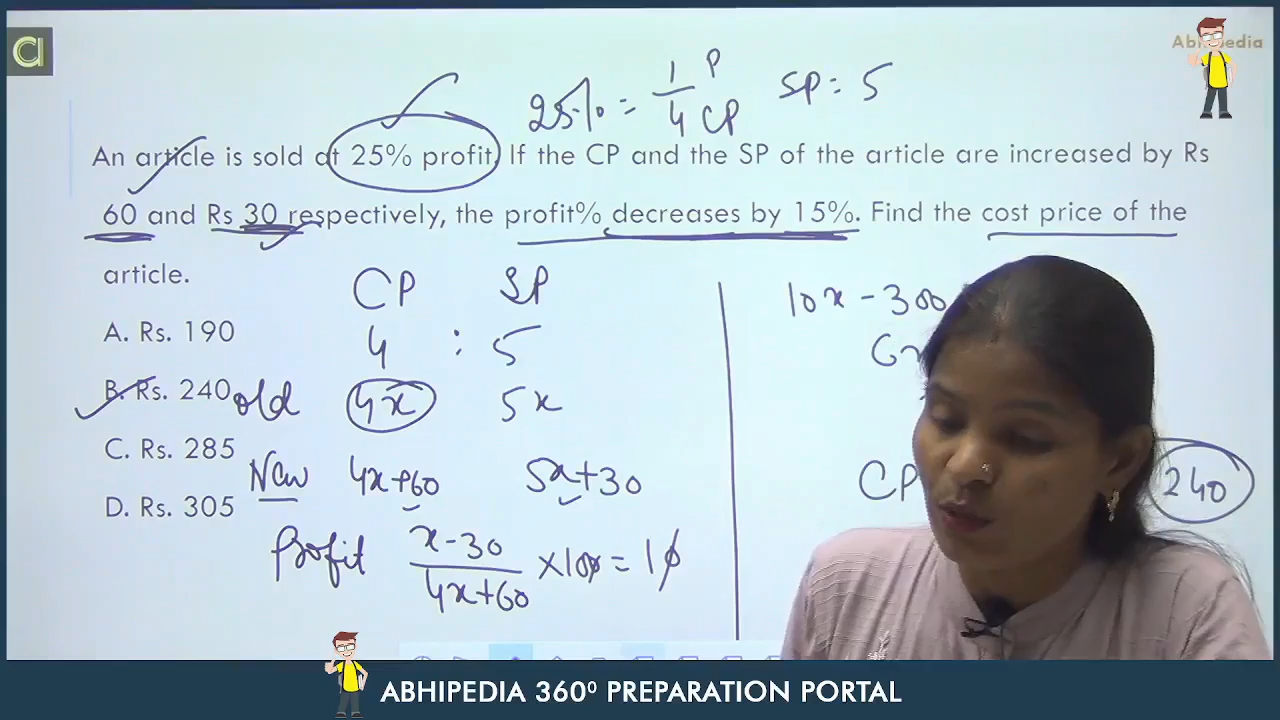 a
Abhipedia
25% = 1/4 P CP SP = 5
An article is sold at 25% profit. If the CP and the SP of the article are increased by Rs
60 and Rs 30 respectively, the profit% decreases by 15%. Find the cost price of the
article.
CP SP
4 : 5
A. Rs. 190
B. Rs. 240
old 4x 5x
C. Rs. 285
New 4x+60 5x+30
D. Rs. 305
Profit x-30/4x+60 ×100 = 10
10x - 300
CP
240
ABHIPEDIA 360⁰ PREPARATION PORTAL